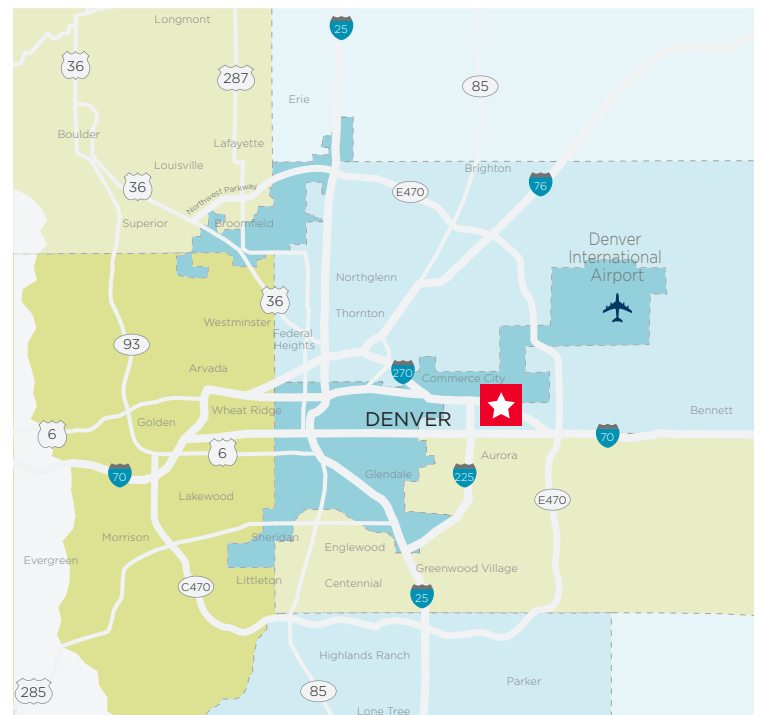 Longmont
25
36
287
85
Erie
Boulder
Lafayette
Louisville
Brighton
36
Northwest Parkway
E470
76
Superior
Broomfield
Denver
International
Airport
Northglenn
36
Thornton
Westminster
Federal
Heights
93
Arvada
270
Commerce City
Wheat Ridge
DENVER
Bennett
Golden
6
6
70
Aurora
70
Glendale
225
Lakewood
E470
Morrison
Sheridan
Englewood
Evergreen
Greenwood Village
Littleton
Centennial
C470
25
Highlands Ranch
Parker
285
85
Lone Tree